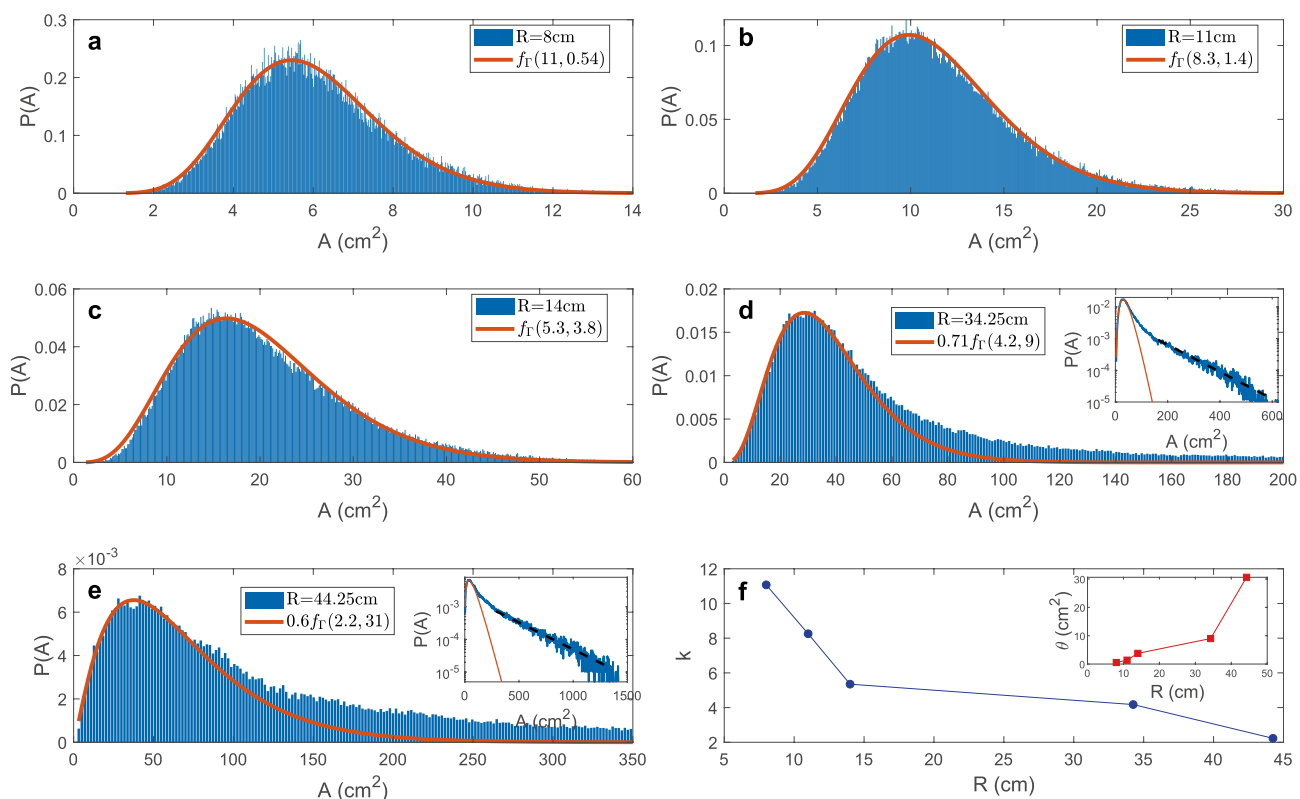 a
R=8cm
f_Γ(11, 0.54)
P(A)
0.3
0.2
0.1
0
0 2 4 6 8 10 12 14
A (cm²)
b
R=11cm
f_Γ(8.3, 1.4)
P(A)
0.1
0.05
0
0 5 10 15 20 25 30
A (cm²)
c
R=14cm
f_Γ(5.3, 3.8)
P(A)
0.06
0.04
0.02
0
0 10 20 30 40 50 60
A (cm²)
d
R=34.25cm
0.71f_Γ(4.2, 9)
P(A)
0.02
0.015
0.01
0.005
0
0 20 40 60 80 100 120 140 160 180 200
A (cm²)
P(A)
10⁻²
10⁻³
10⁻⁴
10⁻⁵
0 200 400 600
A (cm²)
e
×10⁻³
R=44.25cm
0.6f_Γ(2.2, 31)
P(A)
8
6
4
2
0
0 50 100 150 200 250 300 350
A (cm²)
P(A)
10⁻³
10⁻⁴
10⁻⁵
0 500 1000 1500
A (cm²)
f
k
12
10
8
6
4
2
5 10 15 20 25 30 35 40 45
R (cm)
θ (cm²)
30
20
10
0
0 10 20 30 40 50
R (cm)